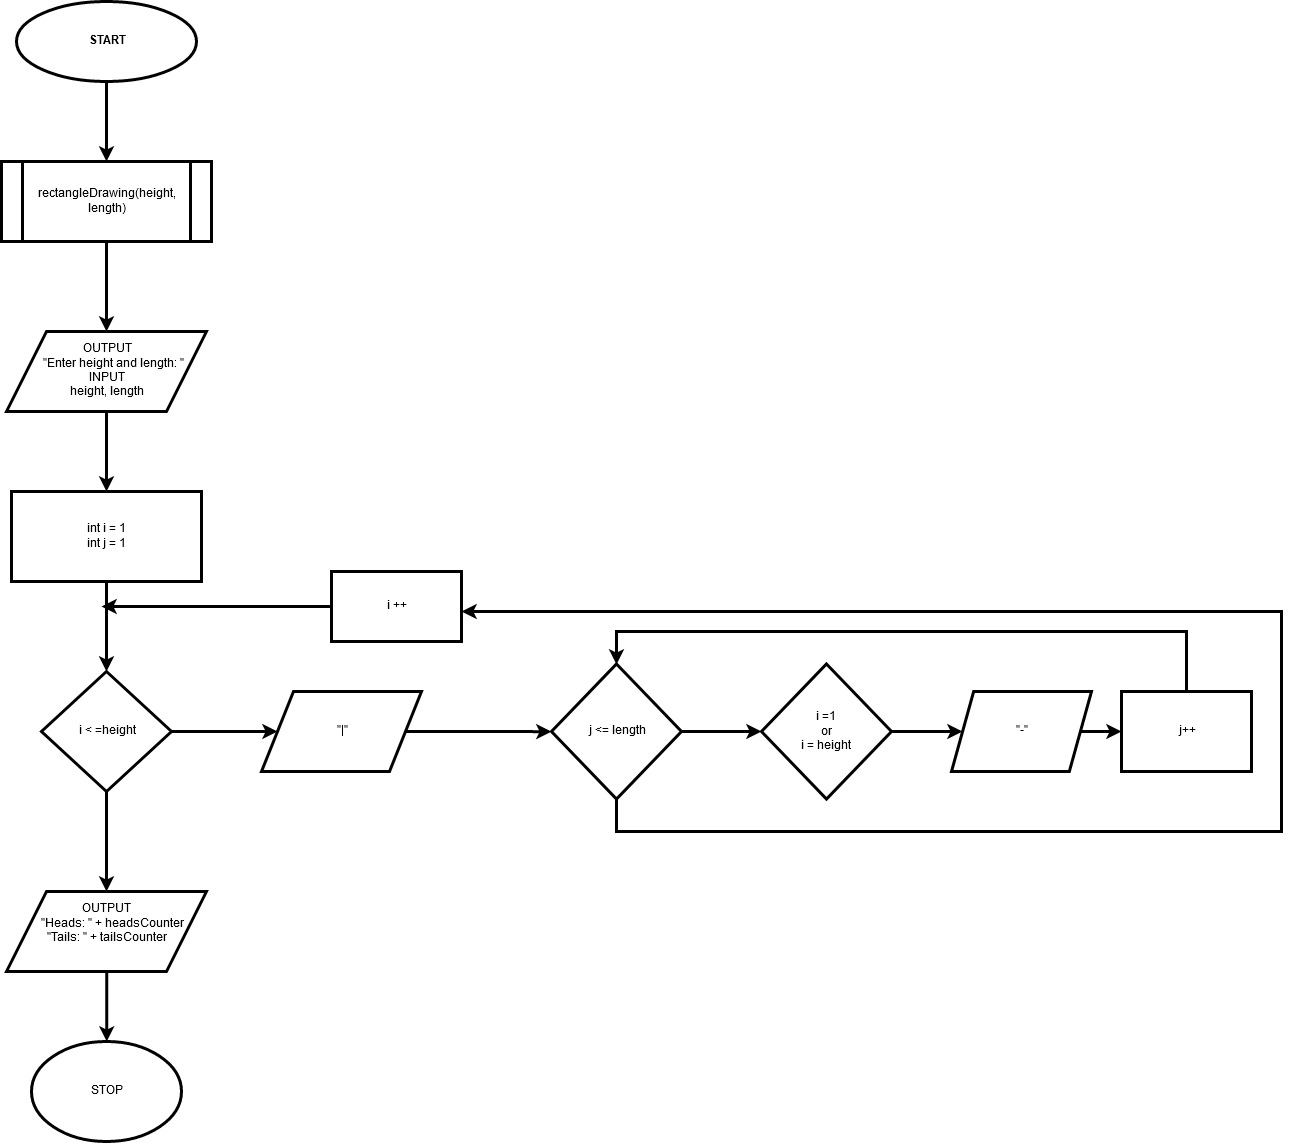 START
rectangleDrawing(height,
length)
OUTPUT
"Enter height and length: "
INPUT
height, length
int i = 1
int j = 1
i ++
i < =height
"|"
j <= length
i =1
or
i = height
"-"
j++
OUTPUT
"Heads: " + headsCounter
"Tails: " + tailsCounter
STOP